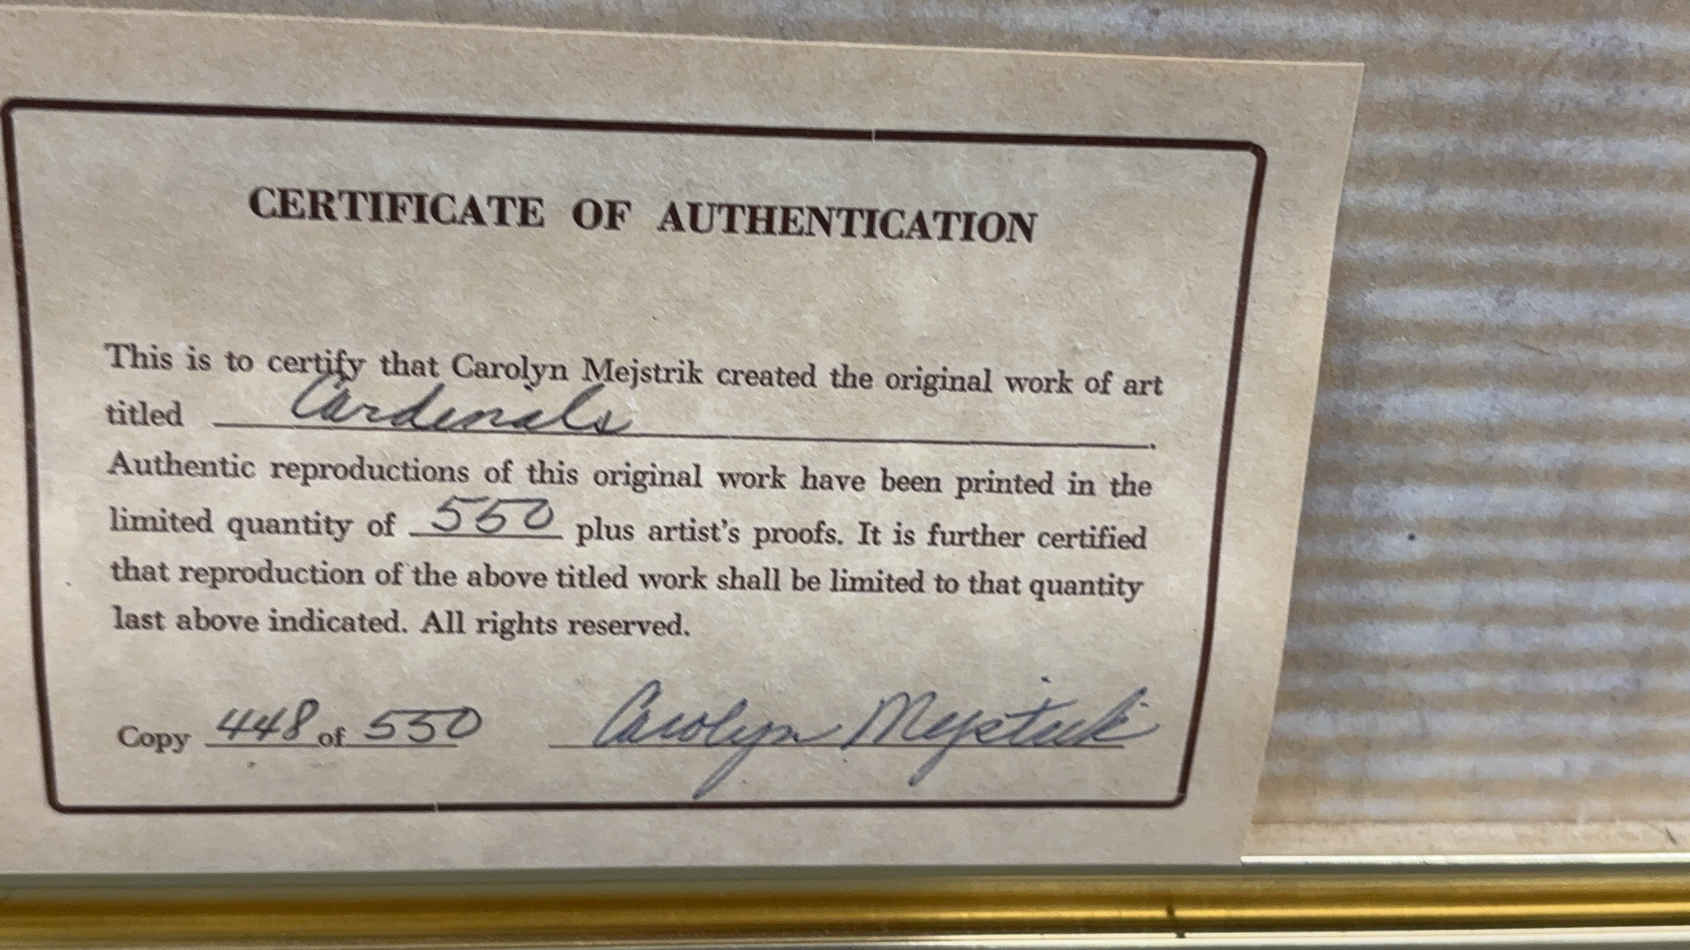 CERTIFICATE OF AUTHENTICATION
This is to certify that Carolyn Mejstrik created the original work of art
titled Cardinals.
Authentic reproductions of this original work have been printed in the
limited quantity of 550 plus artist's proofs. It is further certified
that reproduction of the above titled work shall be limited to that quantity
last above indicated. All rights reserved.
Copy 448 of 550 Carolyn Mejstrik